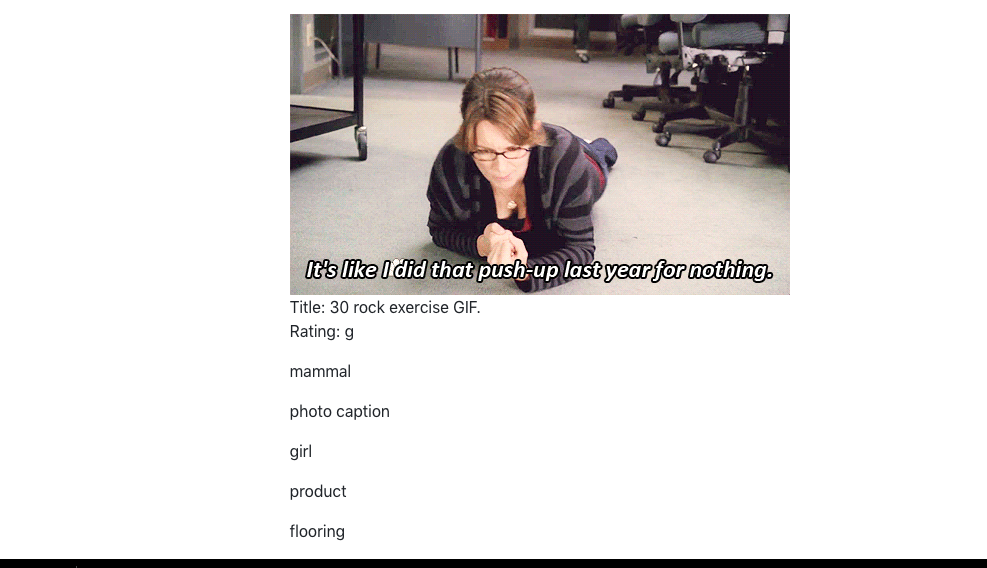 It's like I did that push-up last year for nothing.
Title: 30 rock exercise GIF.
Rating: g
mammal
photo caption
girl
product
flooring